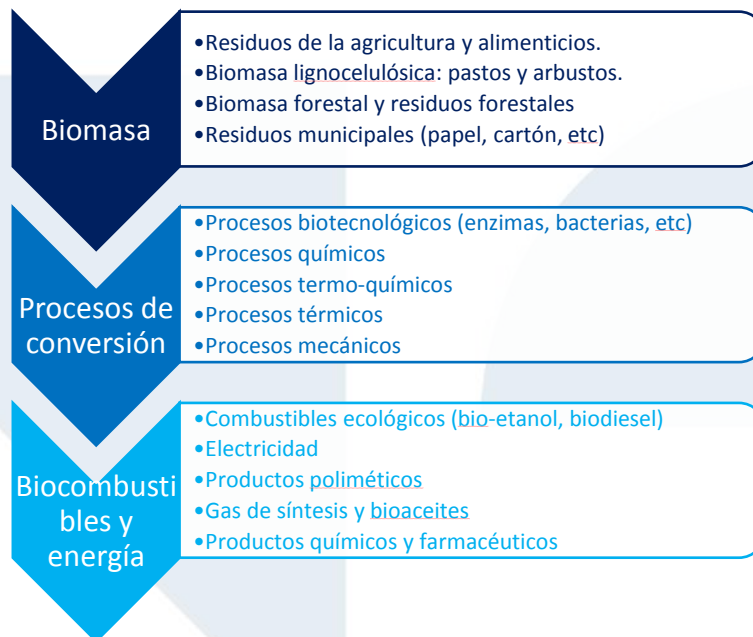 Biomasa
•Residuos de la agricultura y alimenticios.
•Biomasa lignocelulósica: pastos y arbustos.
•Biomasa forestal y residuos forestales
•Residuos municipales (papel, cartón, etc)
Procesos de
conversión
•Procesos biotecnológicos (enzimas, bacterias, etc)
•Procesos químicos
•Procesos termo-químicos
•Procesos térmicos
•Procesos mecánicos
Biocombusti
bles y
energía
•Combustibles ecológicos (bio-etanol, biodiesel)
•Electricidad
•Productos poliméticos
•Gas de síntesis y bioaceites
•Productos químicos y farmacéuticos